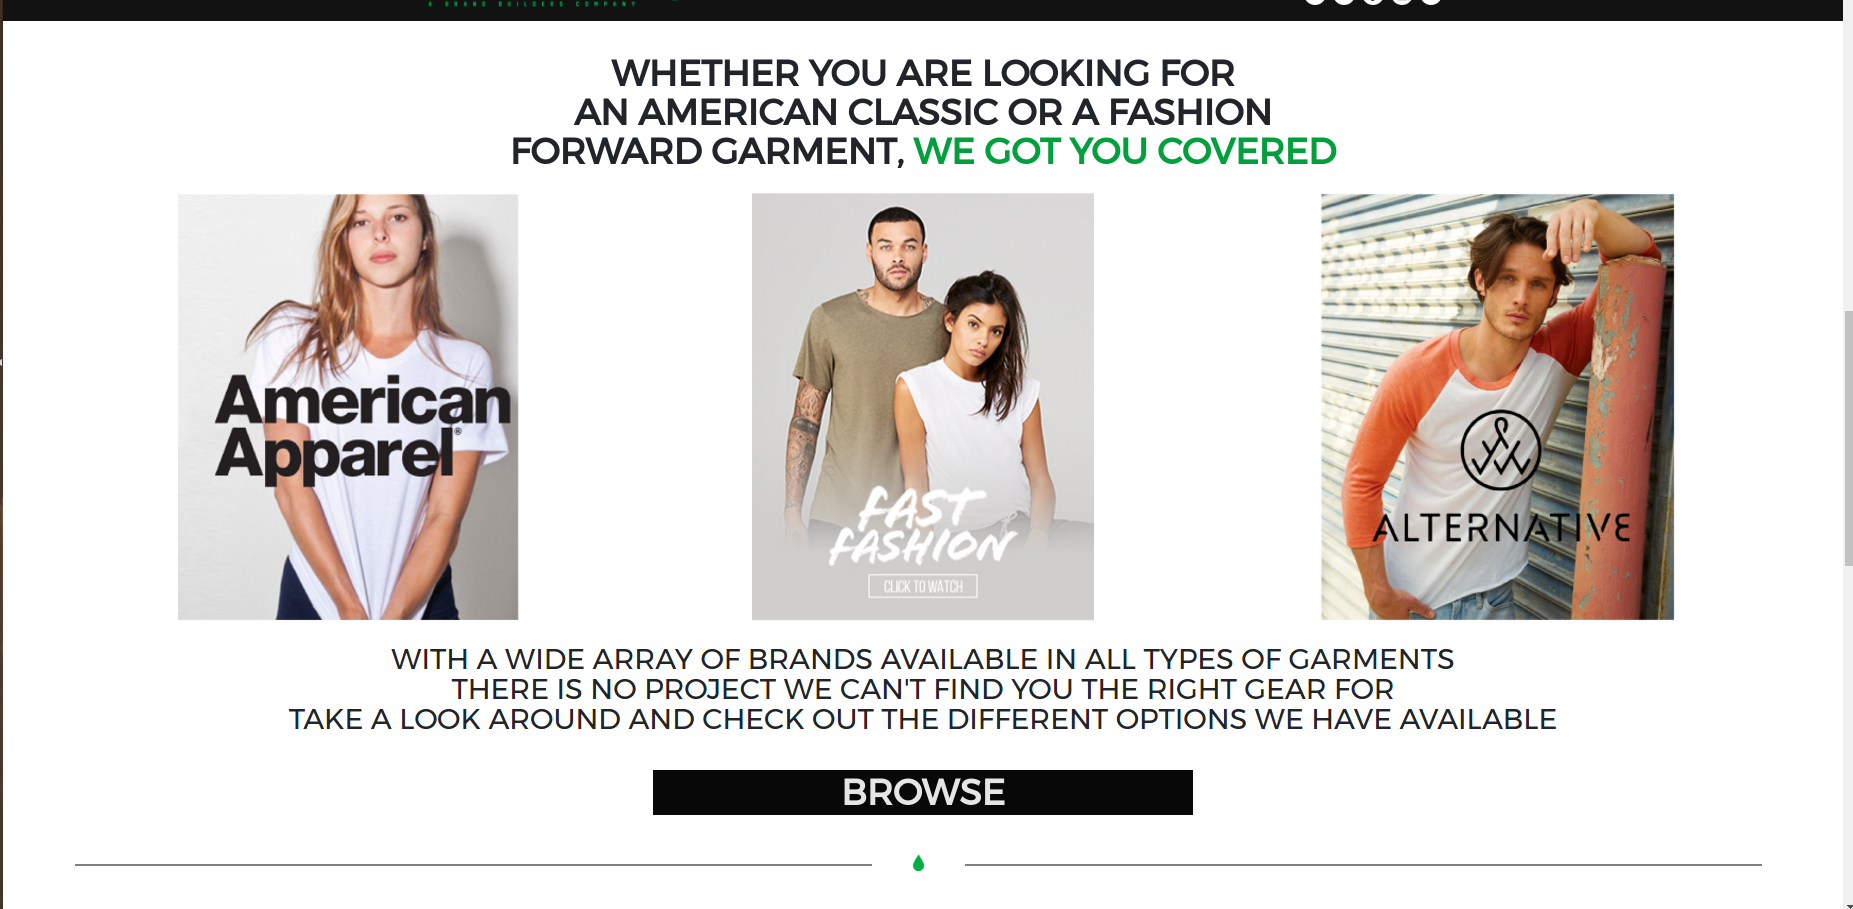 A BRAND BUILDERS COMPANY
WHETHER YOU ARE LOOKING FOR
AN AMERICAN CLASSIC OR A FASHION
FORWARD GARMENT, WE GOT YOU COVERED
American
Apparel®
FAST
FASHION
CLICK TO WATCH
ALTERNATIVE
WITH A WIDE ARRAY OF BRANDS AVAILABLE IN ALL TYPES OF GARMENTS
THERE IS NO PROJECT WE CAN'T FIND YOU THE RIGHT GEAR FOR
TAKE A LOOK AROUND AND CHECK OUT THE DIFFERENT OPTIONS WE HAVE AVAILABLE
BROWSE